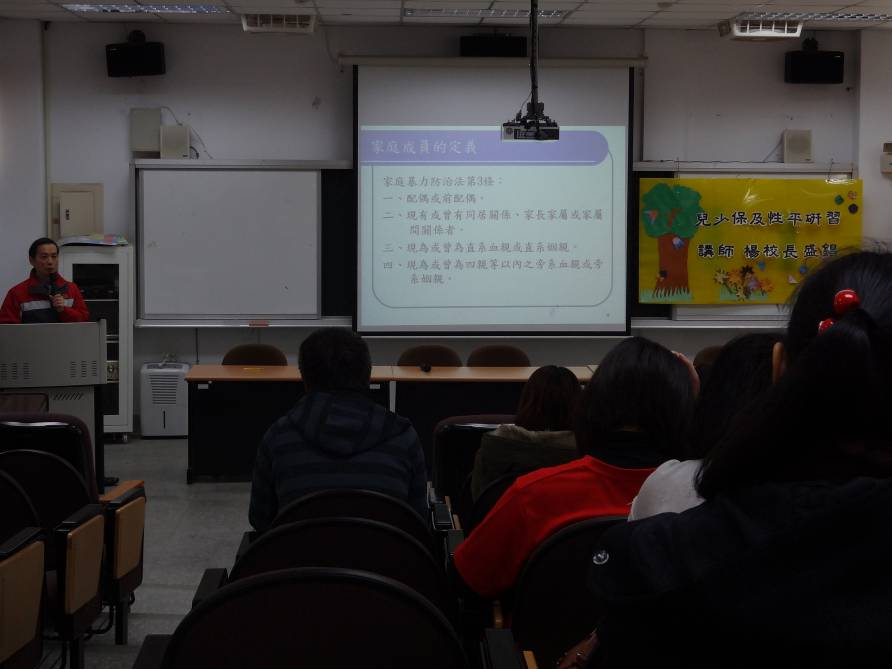 家庭成員的定義
家庭暴力防治法第3條：
一、配偶或前配偶。
二、現有或曾有同居關係、家長家屬或家屬
間關係者。
三、現為或曾為直系血親或直系姻親。
四、現為或曾為四親等以內之旁系血親或旁
系姻親。
兒少保及性平研習
講師 楊校長盛錩